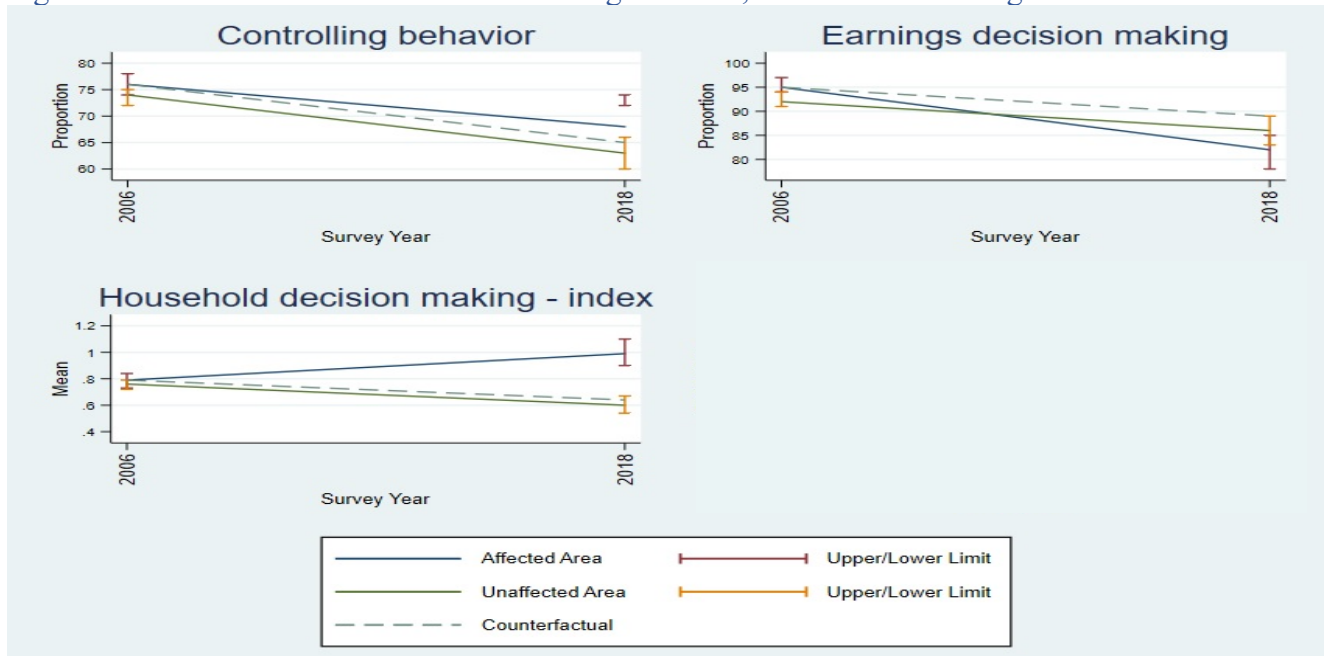 Controlling behavior
80
75
70
65
60
Proportion
2006
2018
Survey Year
Earnings decision making
100
95
90
85
80
Proportion
2006
2018
Survey Year
Household decision making - index
1.2
1
.8
.6
.4
Mean
2006
2018
Survey Year
Affected Area
Upper/Lower Limit
Unaffected Area
Upper/Lower Limit
Counterfactual